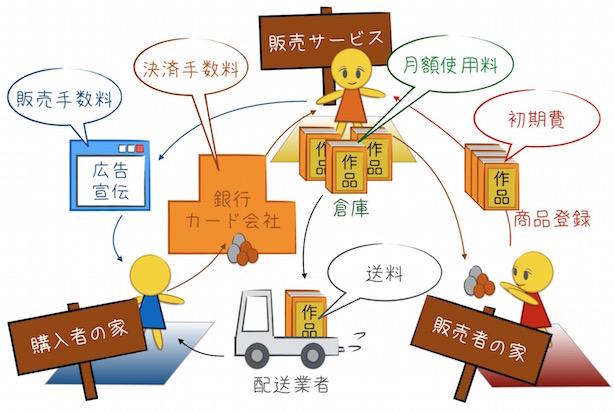 販売サービス
決済手数料
月額使用料
販売手数料
初期費
広告
宣伝
作品
作品
作品
作品
銀行
カード会社
倉庫
商品登録
送料
作品
購入者の家
販売者の家
配送業者